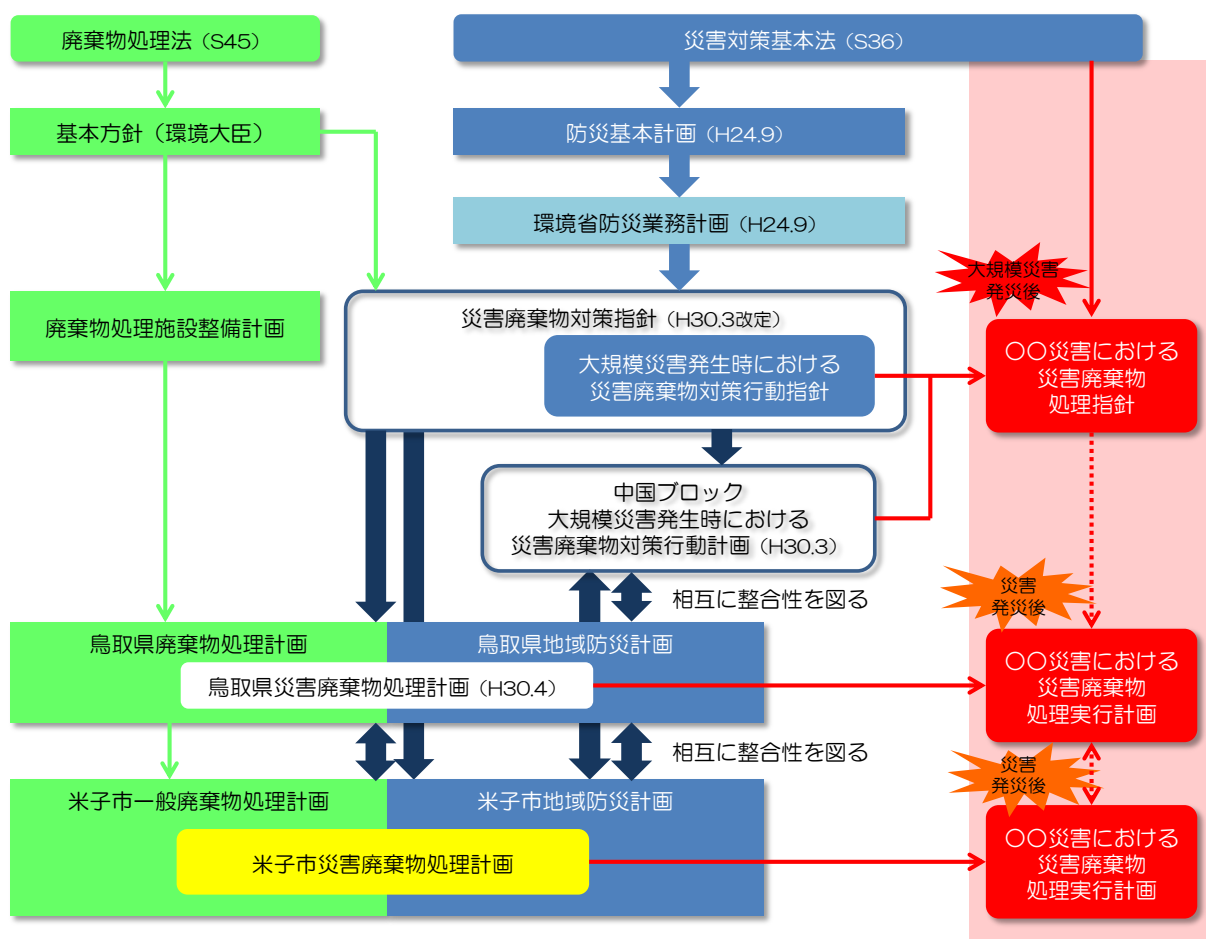 廃棄物処理法（S45）
災害対策基本法（S36）
基本方針（環境大臣）
防災基本計画（H24.9）
環境省防災業務計画（H24.9）
大規模災害
発災後
廃棄物処理施設整備計画
災害廃棄物対策指針（H30.3改定）
大規模災害発生時における
災害廃棄物対策行動指針
〇〇災害における
災害廃棄物
処理指針
中国ブロック
大規模災害発生時における
災害廃棄物対策行動計画（H30.3）
相互に整合性を図る
災害
発災後
鳥取県廃棄物処理計画
鳥取県地域防災計画
鳥取県災害廃棄物処理計画（H30.4）
〇〇災害における
災害廃棄物
処理実行計画
相互に整合性を図る
災害
発災後
米子市一般廃棄物処理計画
米子市地域防災計画
米子市災害廃棄物処理計画
〇〇災害における
災害廃棄物
処理実行計画